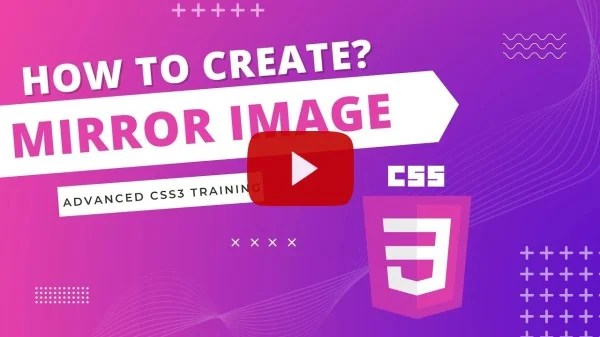 HOW TO CREATE?
MIRROR IMAGE
ADVANCED CSS3 TRAINING
CSS
3